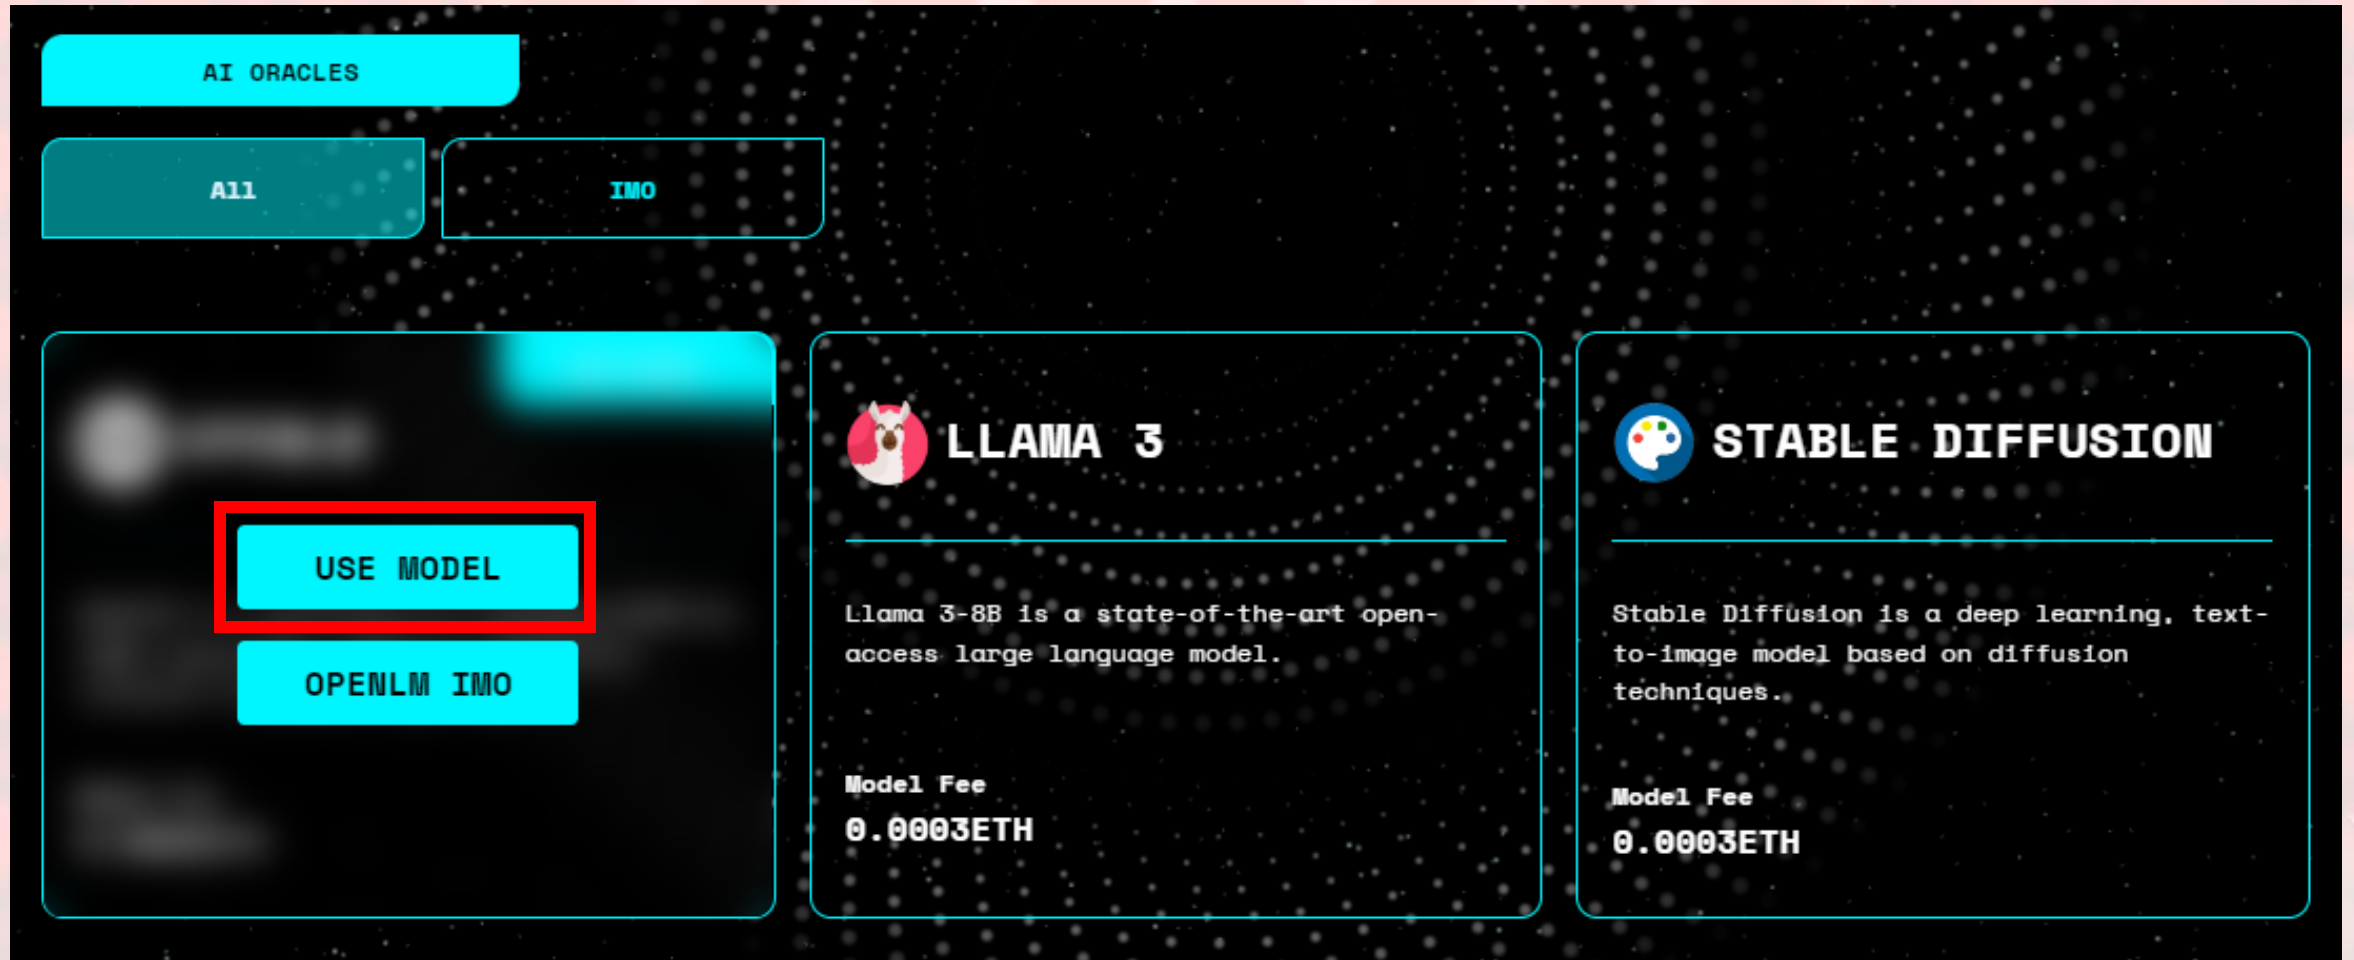 AI ORACLES
All
IMO
USE MODEL
OPENLM IMO
LLAMA 3
Llama 3-8B is a state-of-the-art open-
access large language model.
Model Fee
0.0003ETH
STABLE DIFFUSION
Stable Diffusion is a deep learning, text-
to-image model based on diffusion
techniques.
Model Fee
0.0003ETH